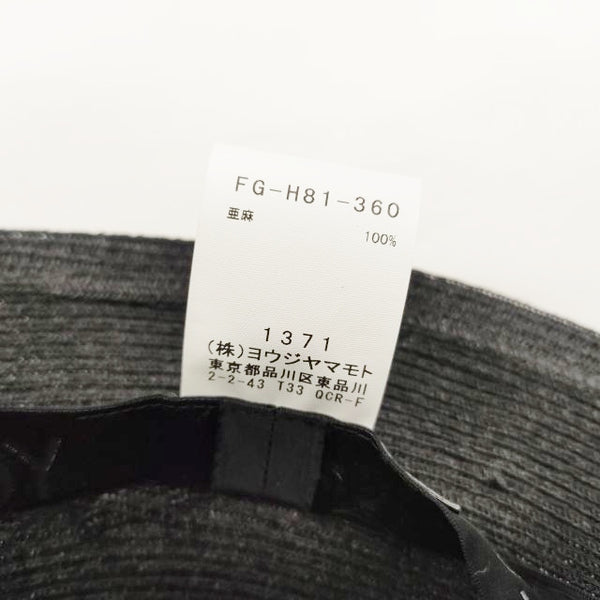 FG-H81-360
亜麻
100%
1371
(株)ヨウジヤマモト
東京都品川区東品川
2-2-43 T33 QCR-F